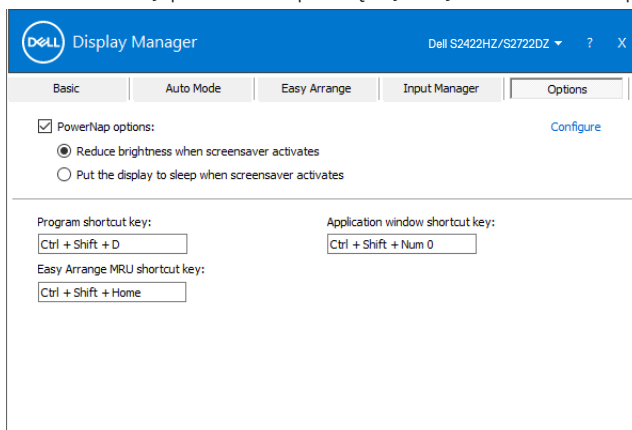 DELL Display Manager Dell S2422HZ/S2722DZ ? X
Basic Auto Mode Easy Arrange Input Manager Options
PowerNap options: Configure
Reduce brightness when screensaver activates
Put the display to sleep when screensaver activates
Program shortcut key: Application window shortcut key:
Ctrl + Shift + D Ctrl + Shift + Num 0
Easy Arrange MRU shortcut key:
Ctrl + Shift + Home